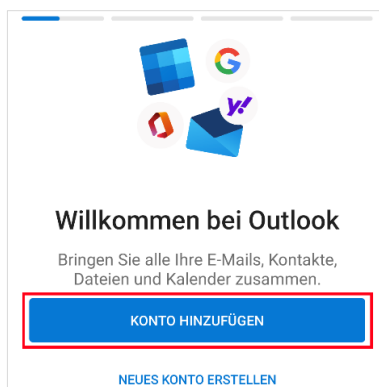 Willkommen bei Outlook
Bringen Sie alle Ihre E-Mails, Kontakte,
Dateien und Kalender zusammen.
KONTO HINZUFÜGEN
NEUES KONTO ERSTELLEN